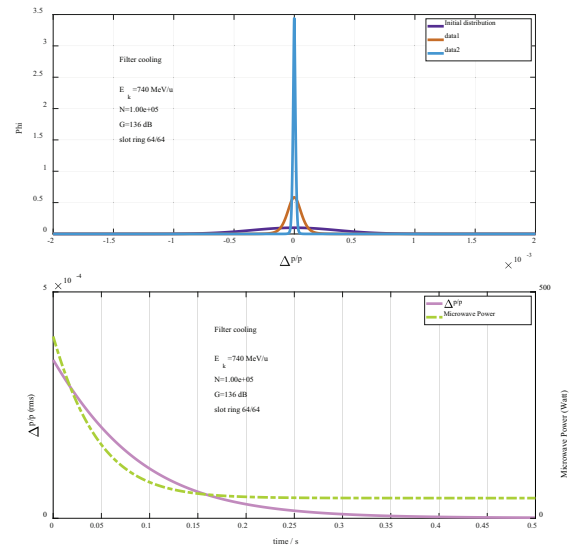 3.5
3
2.5
2
1.5
1
0.5
0
Phi
Filter cooling
E k =740 MeV/u
N=1.00e+05
G=136 dB
slot ring 64/64
Initial distribution
data1
data2
-2 -1 -0.5 0 0.5 1 2
Δp/p
× 10 -3
× 10 -4
5
0
Δp/p (rms)
Filter cooling
E k =740 MeV/u
N=1.00e+05
G=136 dB
slot ring 64/64
Δp/p
Microwave Power
500
0
Microwave Power (Watt)
0 0.05 0.1 0.15 0.2 0.25 0.3 0.35 0.4 0.45 0.5
time / s